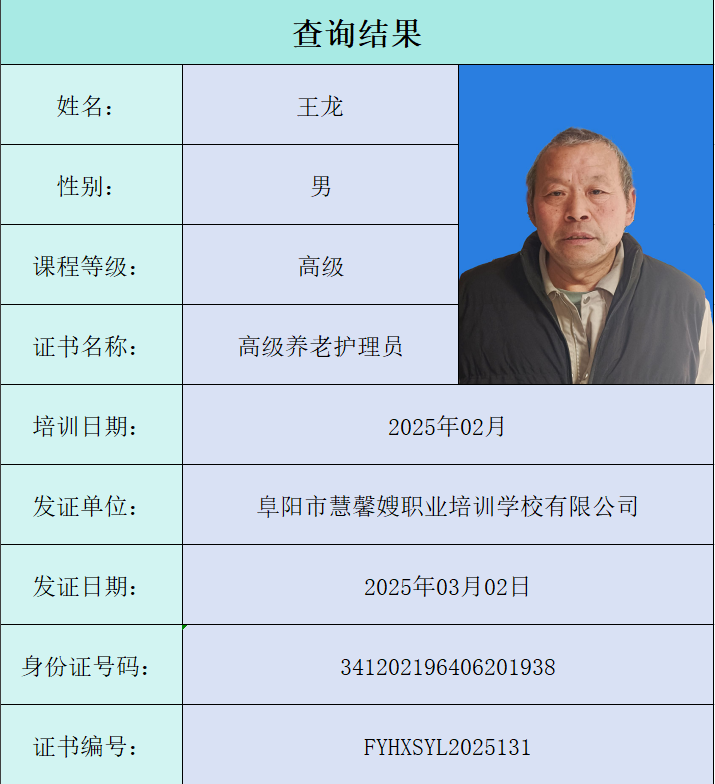 查询结果
姓名： 王龙
性别： 男
课程等级： 高级
证书名称： 高级养老护理员
培训日期： 2025年02月
发证单位： 阜阳市慧馨嫂职业培训学校有限公司
发证日期： 2025年03月02日
身份证号码： 341202196406201938
证书编号： FYHXSYL2025131